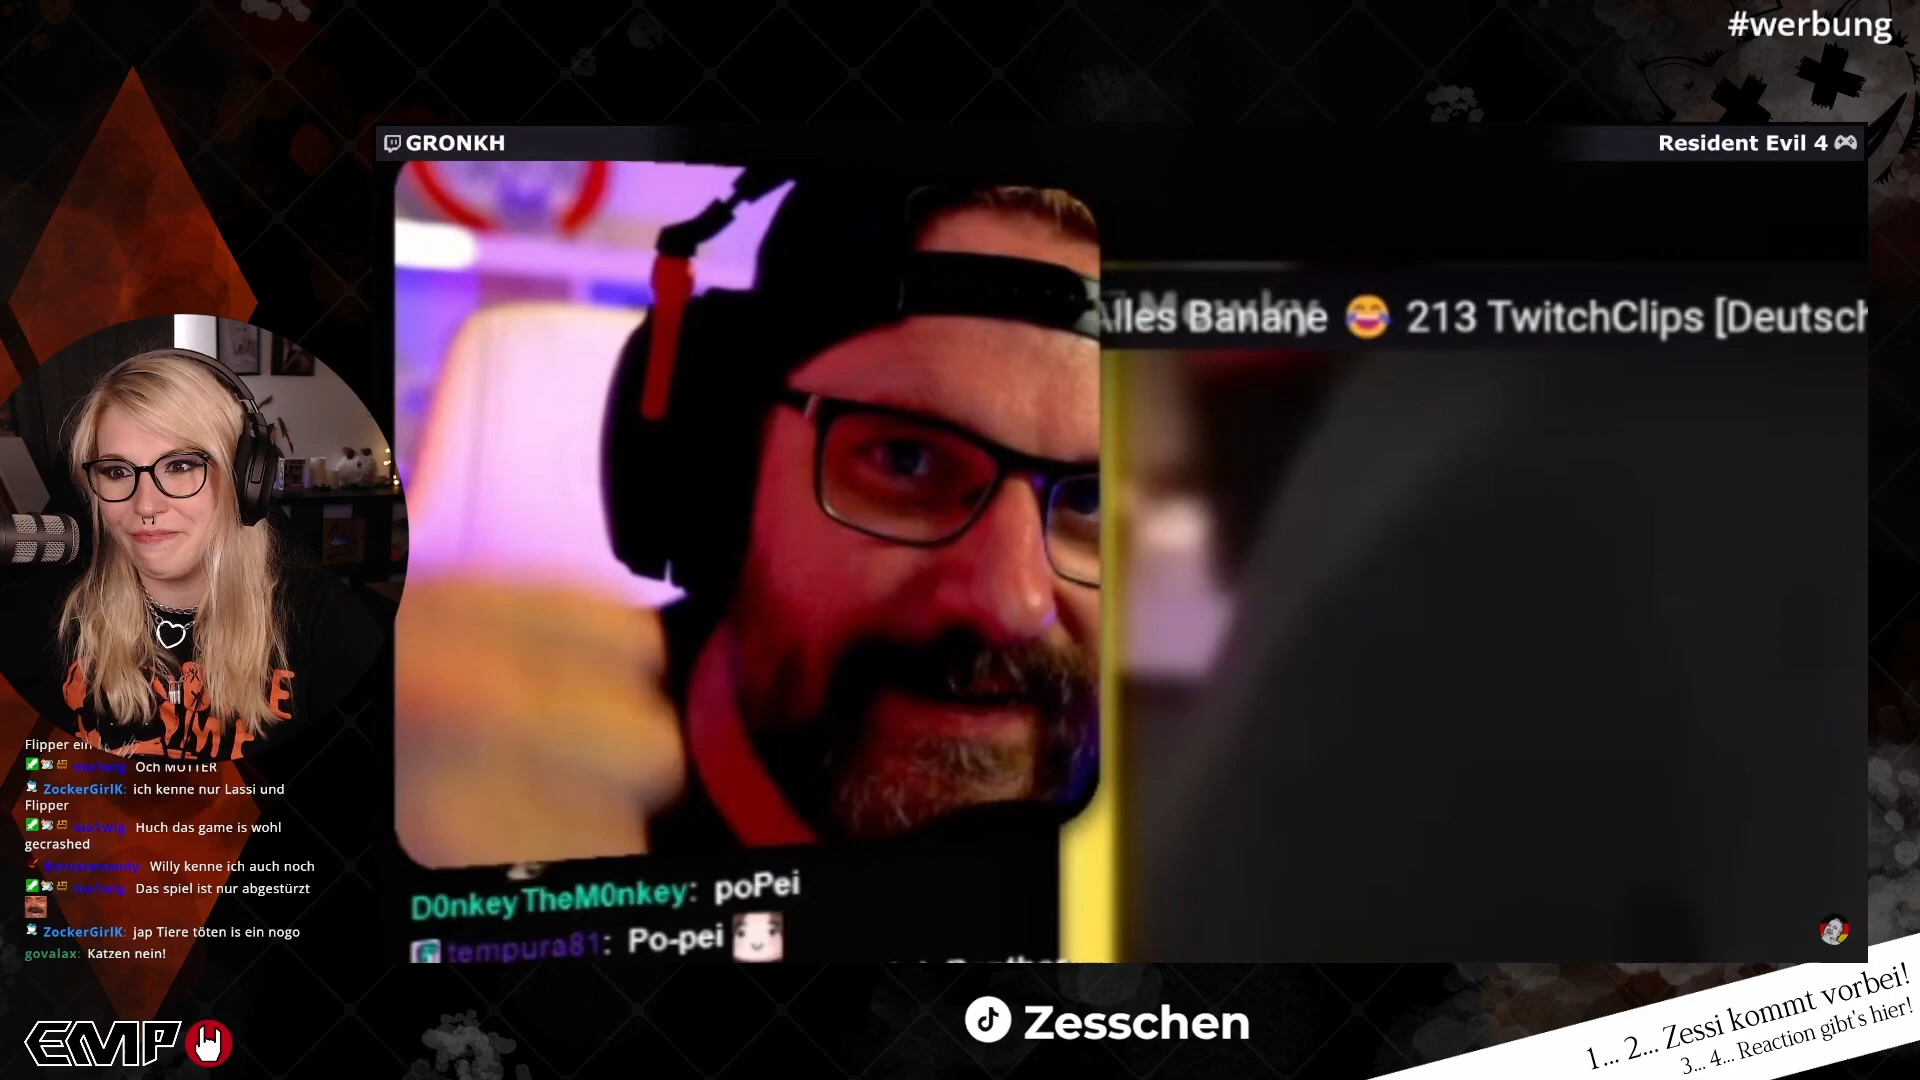 #werbung
GRONKH
Resident Evil 4
lles Banane 😂 213 TwitchClips [Deutsch
Flipper ein
me1wig: Och MUTTER
ZockerGirlK: ich kenne nur Lassi und
Flipper
me1wig: Huch das game is wohl
gecrashed
Willy kenne ich auch noch
me1wig: Das spiel ist nur abgestürzt
ZockerGirlK: jap Tiere töten is ein nogo
govalax: Katzen nein!
D0nkeyTheM0nkey: poPei
tempura81: Po-pei
EMP
Zesschen
1... 2... Zessi kommt vorbei!
3... 4... Reaction gibt's hier!